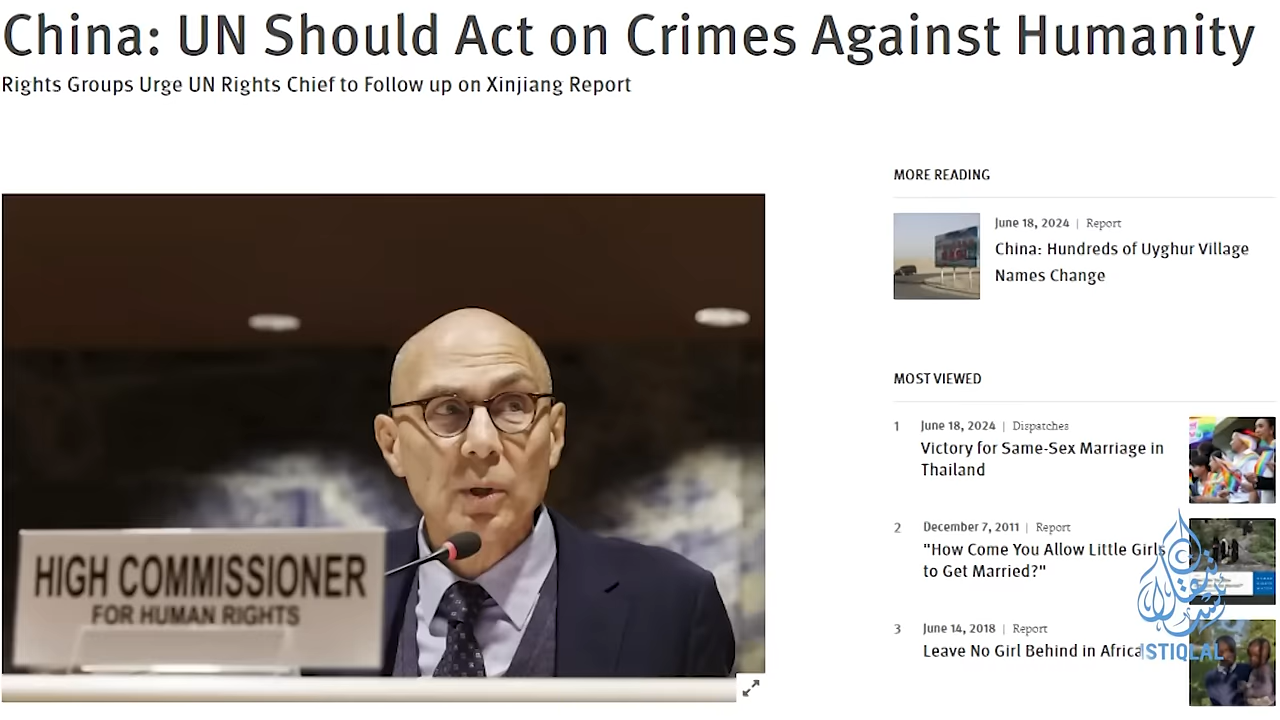 China: UN Should Act on Crimes Against Humanity
Rights Groups Urge UN Rights Chief to Follow up on Xinjiang Report
HIGH COMMISSIONER
FOR HUMAN RIGHTS
MORE READING
June 18, 2024 | Report
China: Hundreds of Uyghur Village
Names Change
MOST VIEWED
1 June 18, 2024 | Dispatches
Victory for Same-Sex Marriage in
Thailand
2 December 7, 2011 | Report
"How Come You Allow Little Girls
to Get Married?"
3 June 14, 2018 | Report
Leave No Girl Behind in Africa
ISTIQLAL